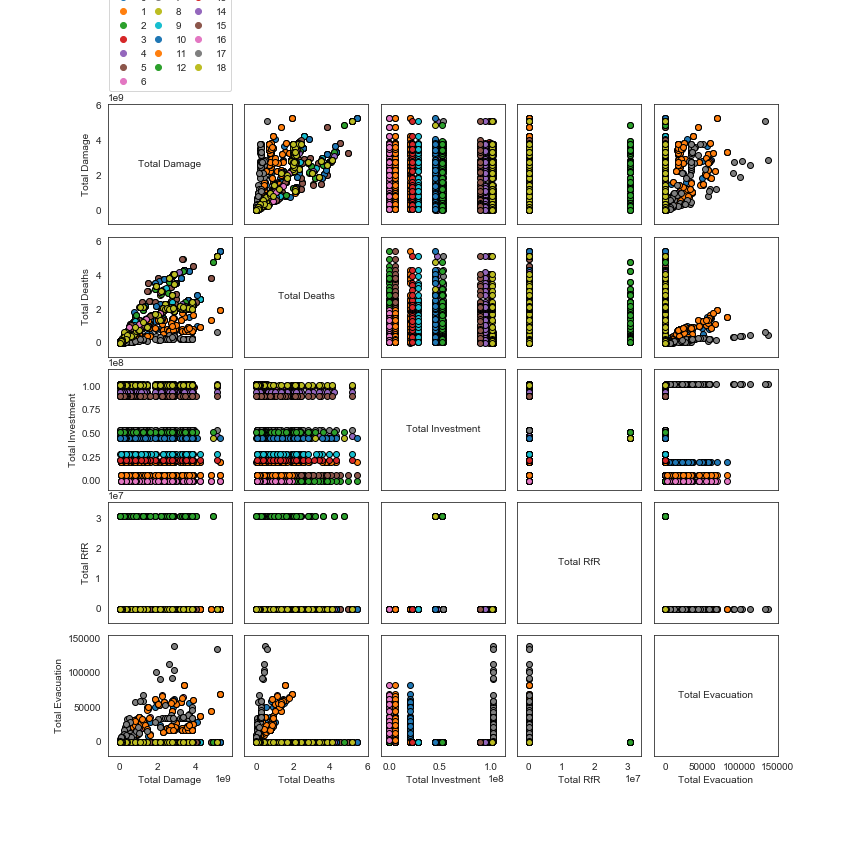 1 8 14
2 9 15
3 10 16
4 11 17
5 12 18
6
1e9
6
4
2
0
Total Damage
Total Damage
6
4
2
0
Total Deaths
Total Deaths
1e8
1.00
0.75
0.50
0.25
0.00
Total Investment
Total Investment
1e7
3
2
1
0
Total RfR
Total RfR
150000
100000
50000
0
Total Evacuation
Total Evacuation
0 2 4 0 2 4 6 0.0 0.5 1.0 0 1 2 3 0 50000 100000 150000
Total Damage 1e9 Total Deaths Total Investment 1e8 Total RfR 1e7 Total Evacuation